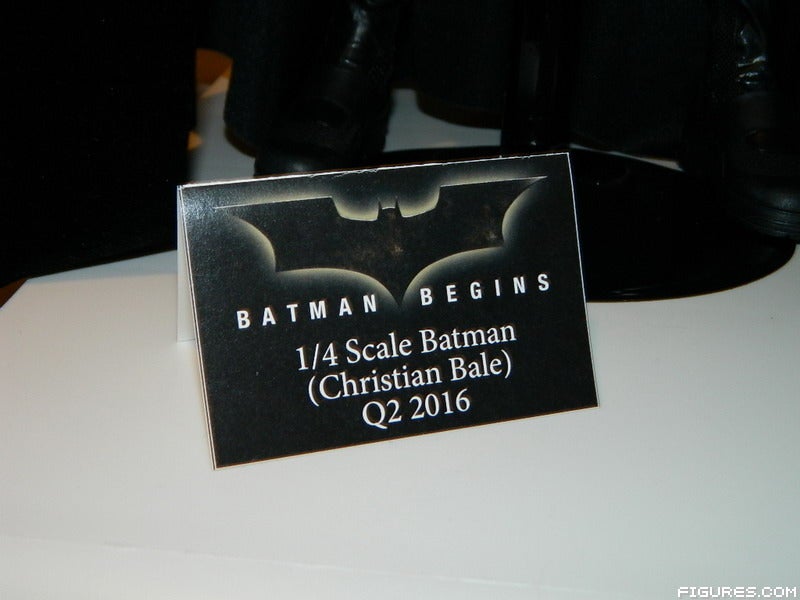 BATMAN BEGINS
1/4 Scale Batman
(Christian Bale)
Q2 2016
FIGURES.COM